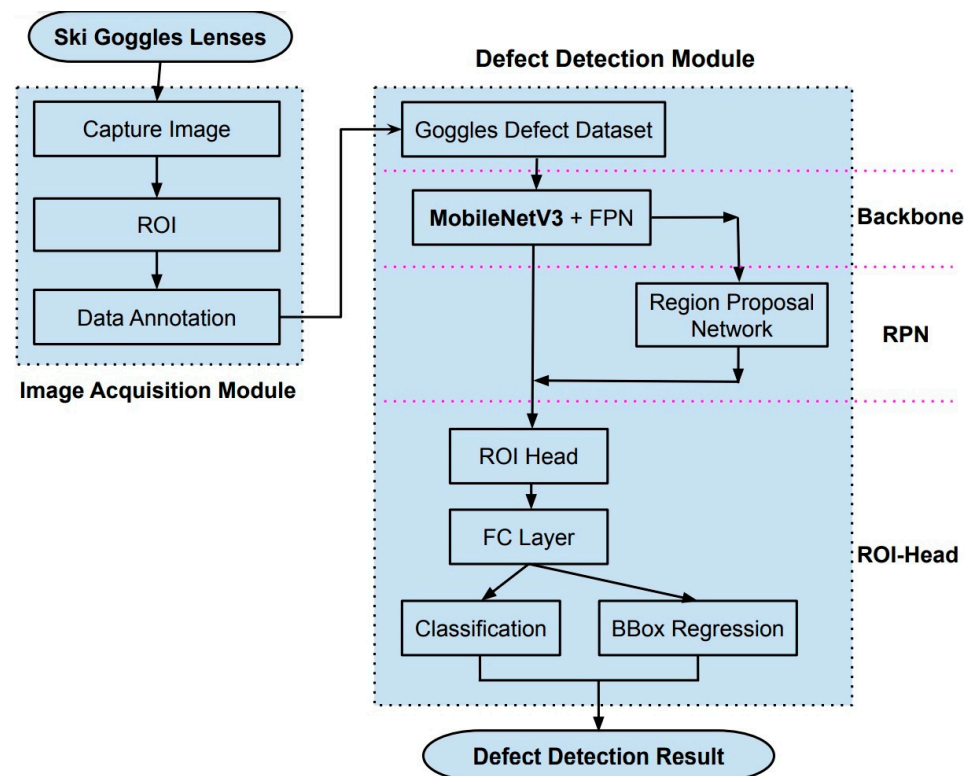 Ski Goggles Lenses
Capture Image
ROI
Data Annotation
Image Acquisition Module
Defect Detection Module
Goggles Defect Dataset
MobileNetV3 + FPN
Backbone
Region Proposal
Network
RPN
ROI Head
FC Layer
ROI-Head
Classification
BBox Regression
Defect Detection Result